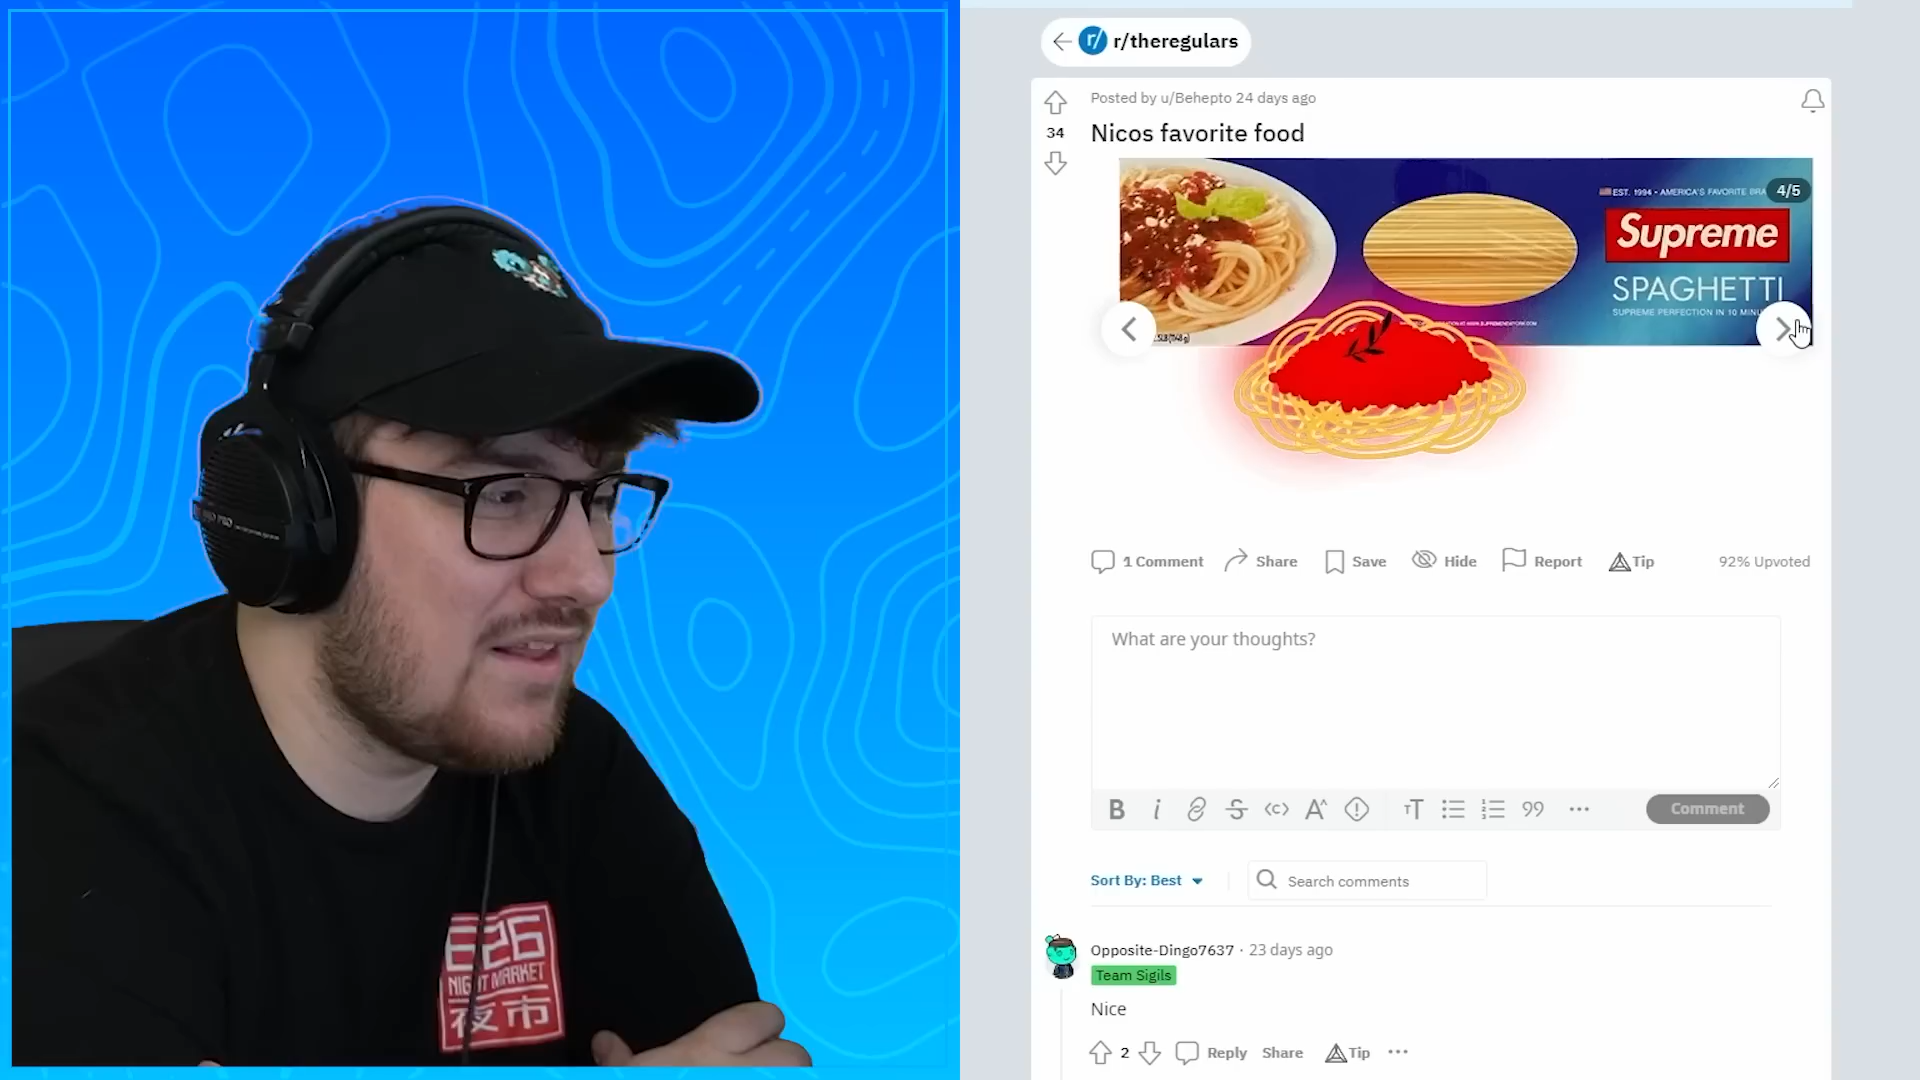 r/ r/theregulars
Posted by u/Behepto 24 days ago
34
Nicos favorite food
EST. 1994 • AMERICA'S FAVORITE BRA
4/5
Supreme
SPAGHETTI
SUPREME PERFECTION IN 10 MINU
1 Comment Share Save Hide Report Tip 92% Upvoted
What are your thoughts?
Comment
Sort By: Best Search comments
Opposite-Dingo7637 · 23 days ago
Team Sigils
Nice
2 Reply Share Tip
626
NIGHT MARKET
夜市